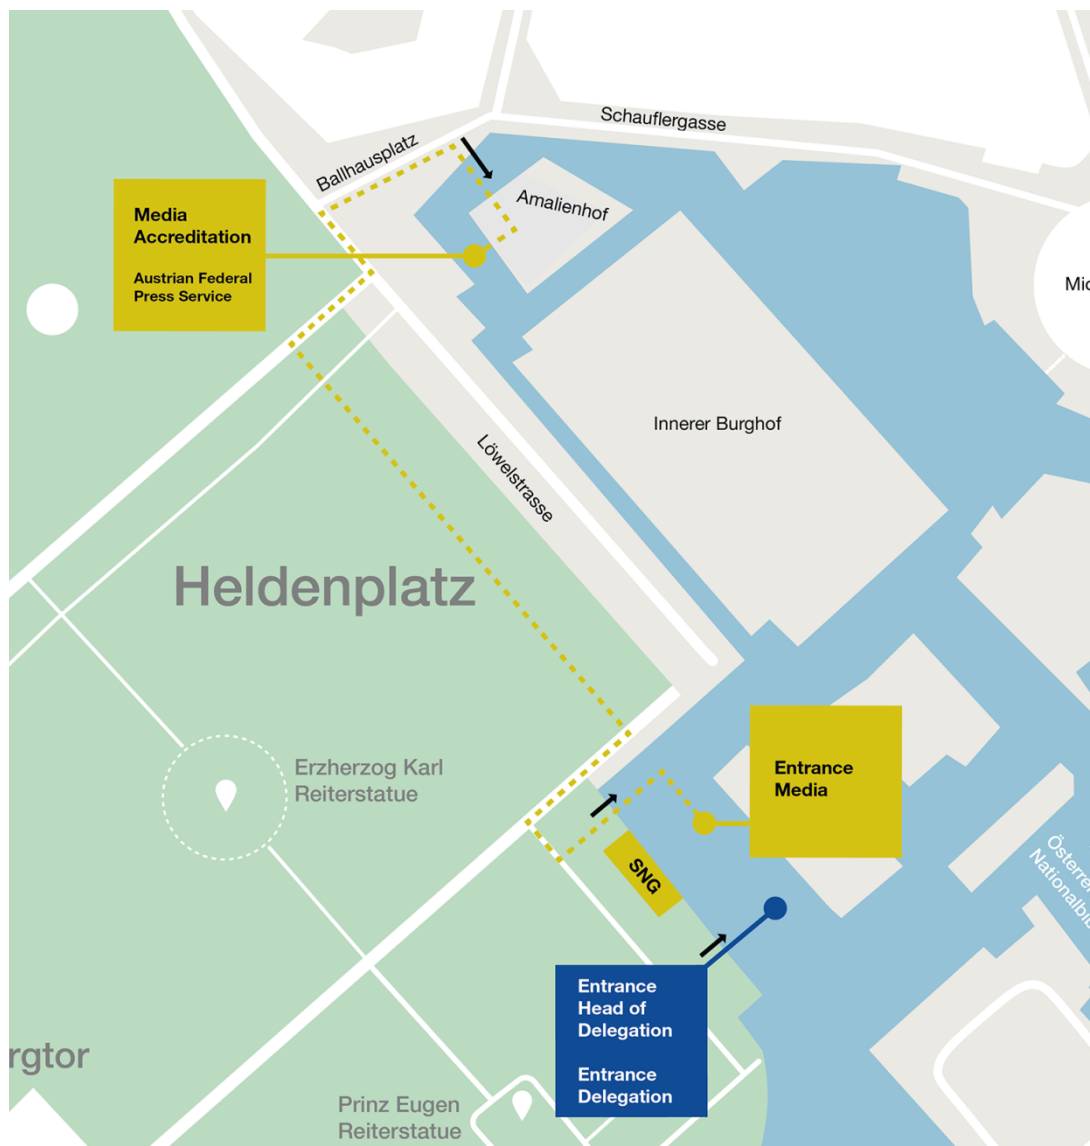 Schauflergasse
Ballhausplatz
Amalienhof
Media
Accreditation
Austrian Federal
Press Service
Innerer Burghof
Löwelstrasse
Heldenplatz
Entrance
Media
Erzherzog Karl
Reiterstatue
SNG
Entrance
Head of
Delegation
Entrance
Delegation
Prinz Eugen
Reiterstatue